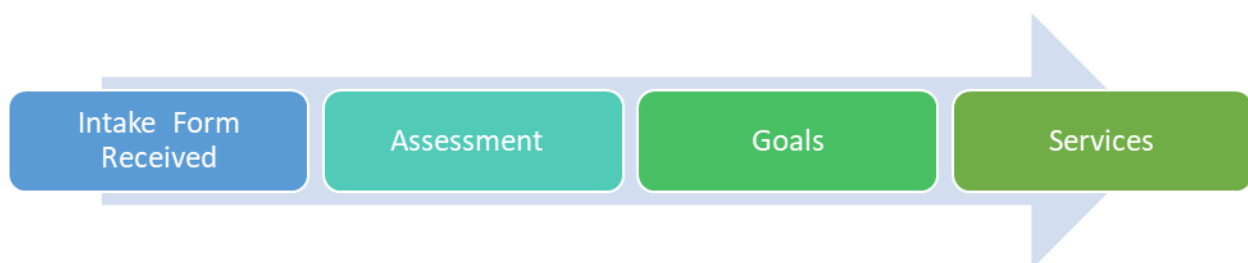 Intake Form
Received
Assessment
Goals
Services